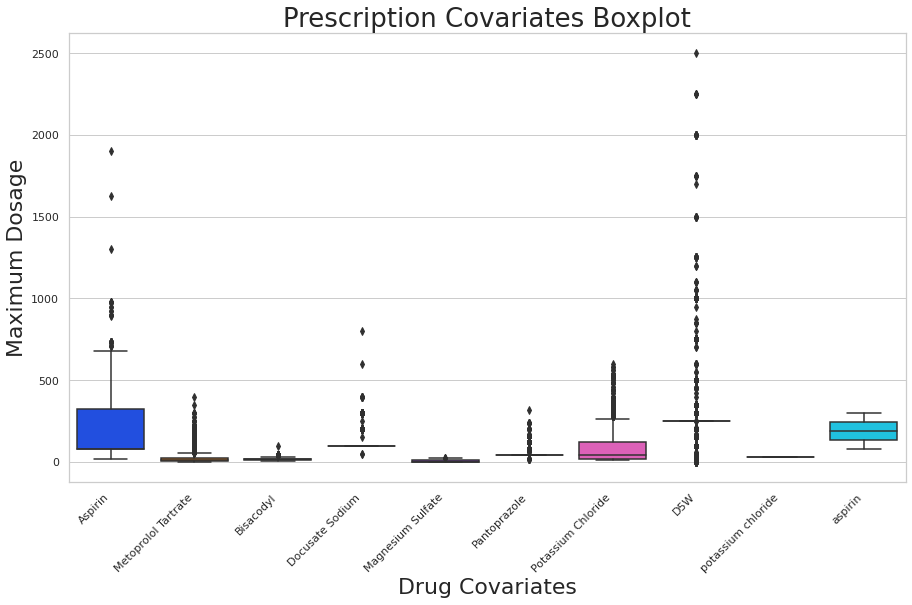 Prescription Covariates Boxplot
Maximum Dosage
2500
2000
1500
1000
500
0
Aspirin
Metoprolol Tartrate
Bisacodyl
Docusate Sodium
Magnesium Sulfate
Pantoprazole
Potassium Chloride
D5W
potassium chloride
aspirin
Drug Covariates